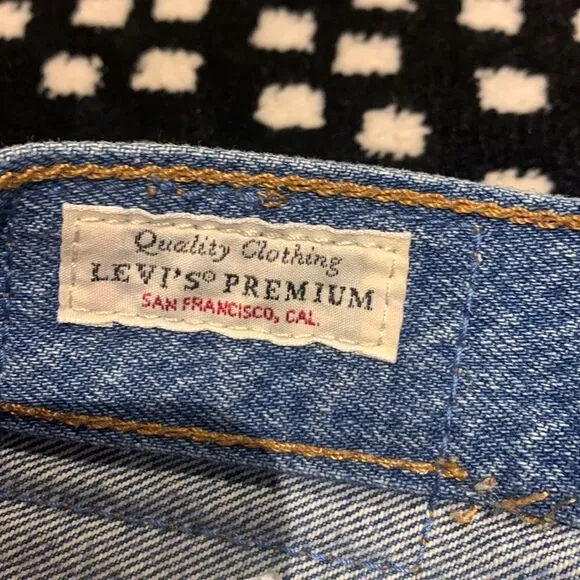 Quality Clothing
LEVI'S® PREMIUM
SAN FRANCISCO, CAL.